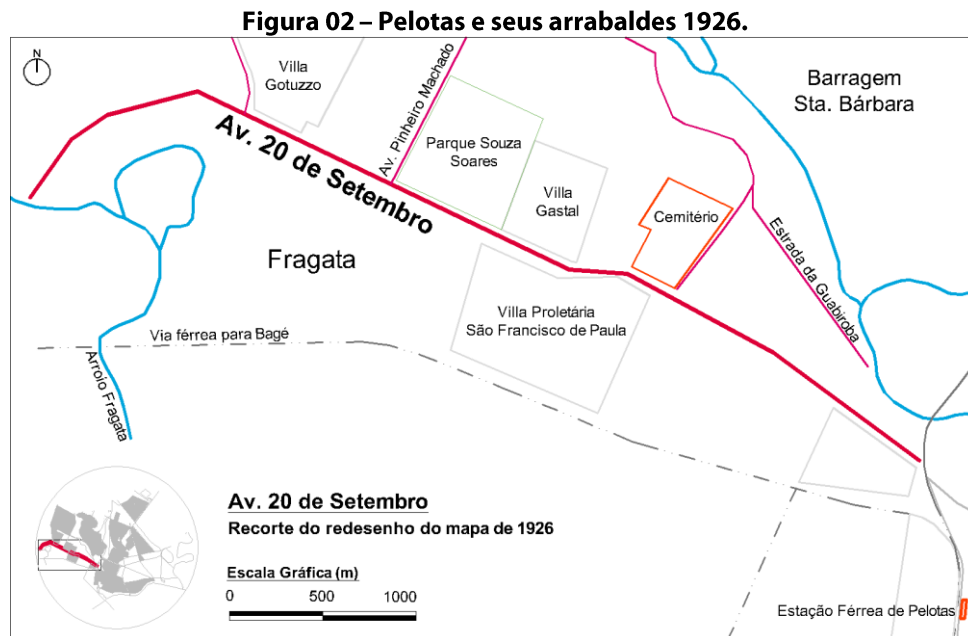 Figura 02 – Pelotas e seus arrabaldes 1926.
N
Villa
Gotuzzo
Av. Pinheiro Machado
Barragem
Sta. Bárbara
Av. 20 de Setembro
Parque Souza
Soares
Villa
Gastal
Cemitério
Estrada da Guabiroba
Fragata
Villa Proletária
São Francisco de Paula
Via férrea para Bagé
Arroio Fragata
Av. 20 de Setembro
Recorte do redesenho do mapa de 1926
Escala Gráfica (m)
0 500 1000
Estação Férrea de Pelotas